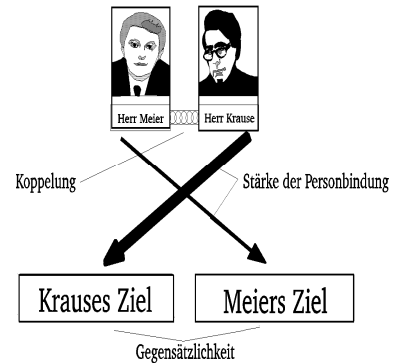 Herr Meier
Herr Krause
Koppelung
Stärke der Personbindung
Krauses Ziel
Meiers Ziel
Gegensätzlichkeit